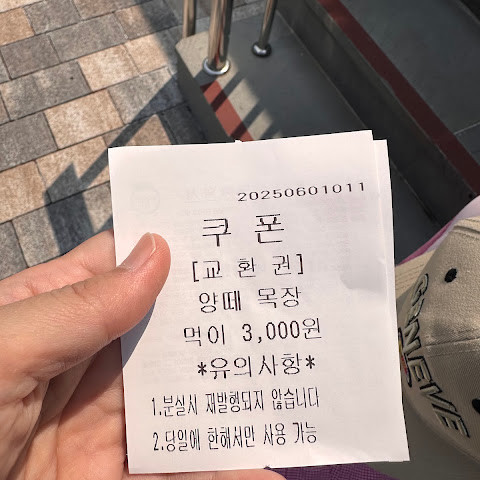 20250601011
쿠폰
[교환권]
양떼 목장
먹이 3,000원
*유의사항*
1.분실시 재발행되지 않습니다
2.당일에 한해서만 사용 가능